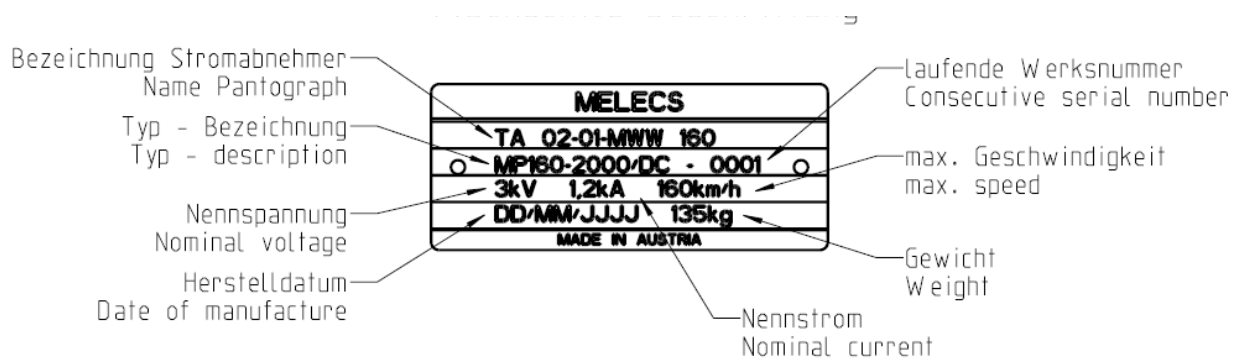 Bezeichnung Stromabnehmer
Name Pantograph
Typ - Bezeichnung
Typ - description
Nennspannung
Nominal voltage
Herstelldatum
Date of manufacture
MELECS
TA 02-01-MWW 160
MP160-2000/DC - 0001
3kV 1,2kA 160km/h
DD/MM/JJJJ 135kg
MADE IN AUSTRIA
laufende Werksnummer
Consecutive serial number
max. Geschwindigkeit
max. speed
Gewicht
Weight
Nennstrom
Nominal current